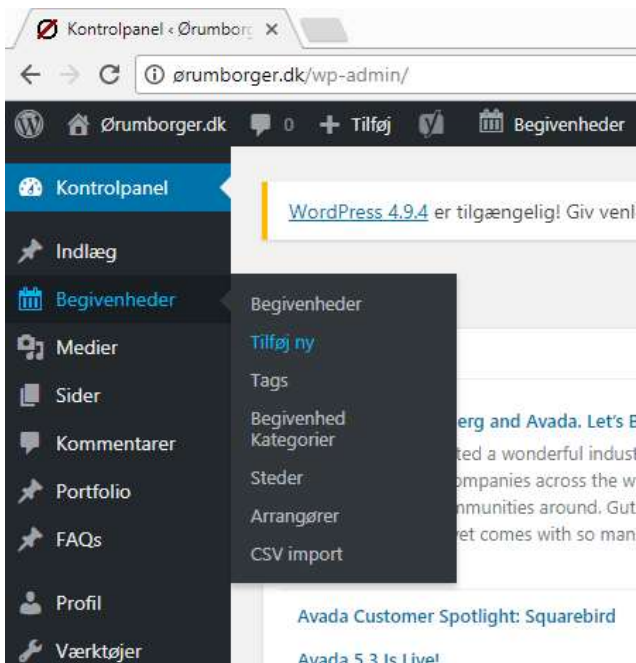 Kontrolpanel ‹ Ørumborg
ørumborger.dk/wp-admin/
Ørumborger.dk 0 + Tilføj Begivenheder
Kontrolpanel
WordPress 4.9.4 er tilgængelig! Giv venl
Indlæg
Begivenheder
Medier
Sider
Kommentarer
Portfolio
FAQs
Profil
Værktøjer
Begivenheder
Tilføj ny
Tags
Begivenhed
Kategorier
Steder
Arrangører
CSV import
erg and Avada. Let's B
ted a wonderful indust
ompanies across the w
nmunities around. Gut
yet comes with so man
Avada Customer Spotlight: Squarebird
Avada 5.3 Is Live!